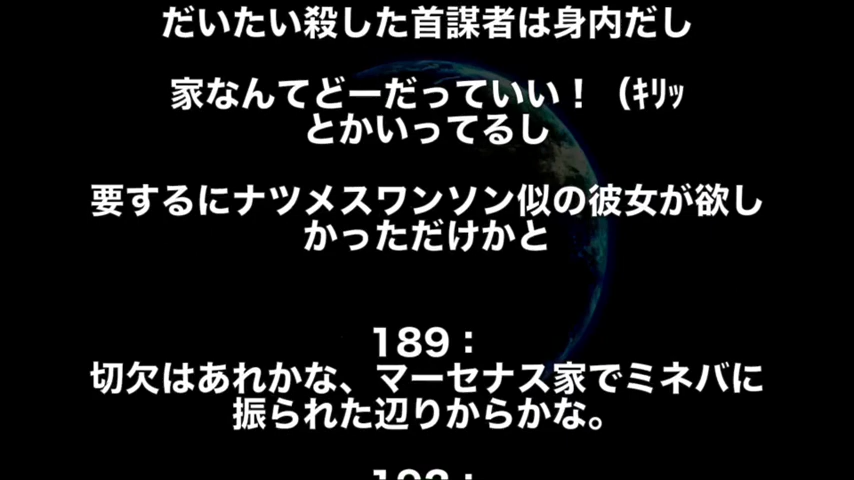 だいたい殺した首謀者は身内だし
家なんてどーだっていい！（ｷﾘｯ
とかいってるし
要するにナツメスワンソン似の彼女が欲し
かっただけかと
189：
切欠はあれかな、マーセナス家でミネバに
振られた辺りからかな。